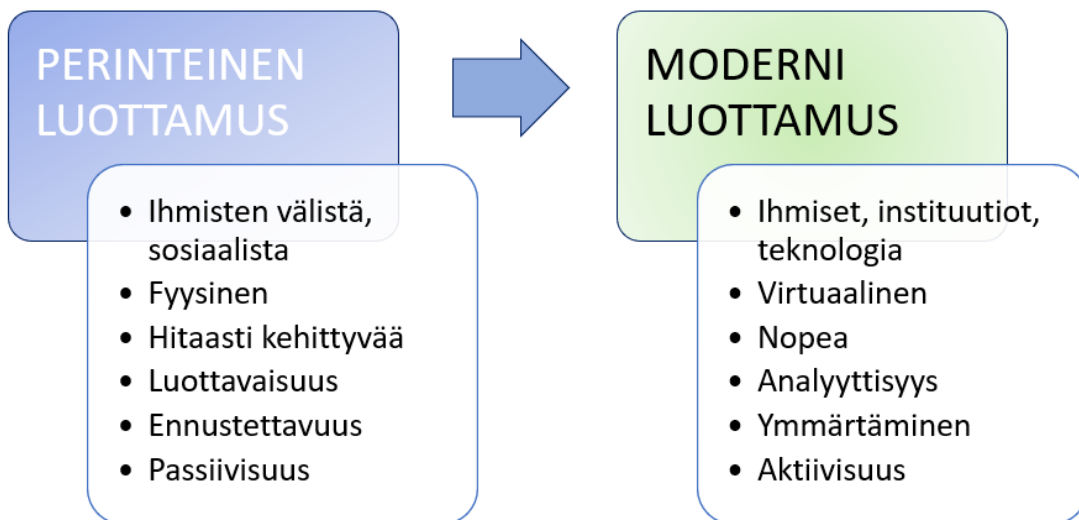 PERINTEINEN
LUOTTAMUS
• Ihmisten välistä,
sosiaalista
• Fyysinen
• Hitaasti kehittyvää
• Luottavaisuus
• Ennustettavuus
• Passiivisuus
MODERNI
LUOTTAMUS
• Ihmiset, instituutiot,
teknologia
• Virtuaalinen
• Nopea
• Analyyttisyys
• Ymmärtäminen
• Aktiivisuus